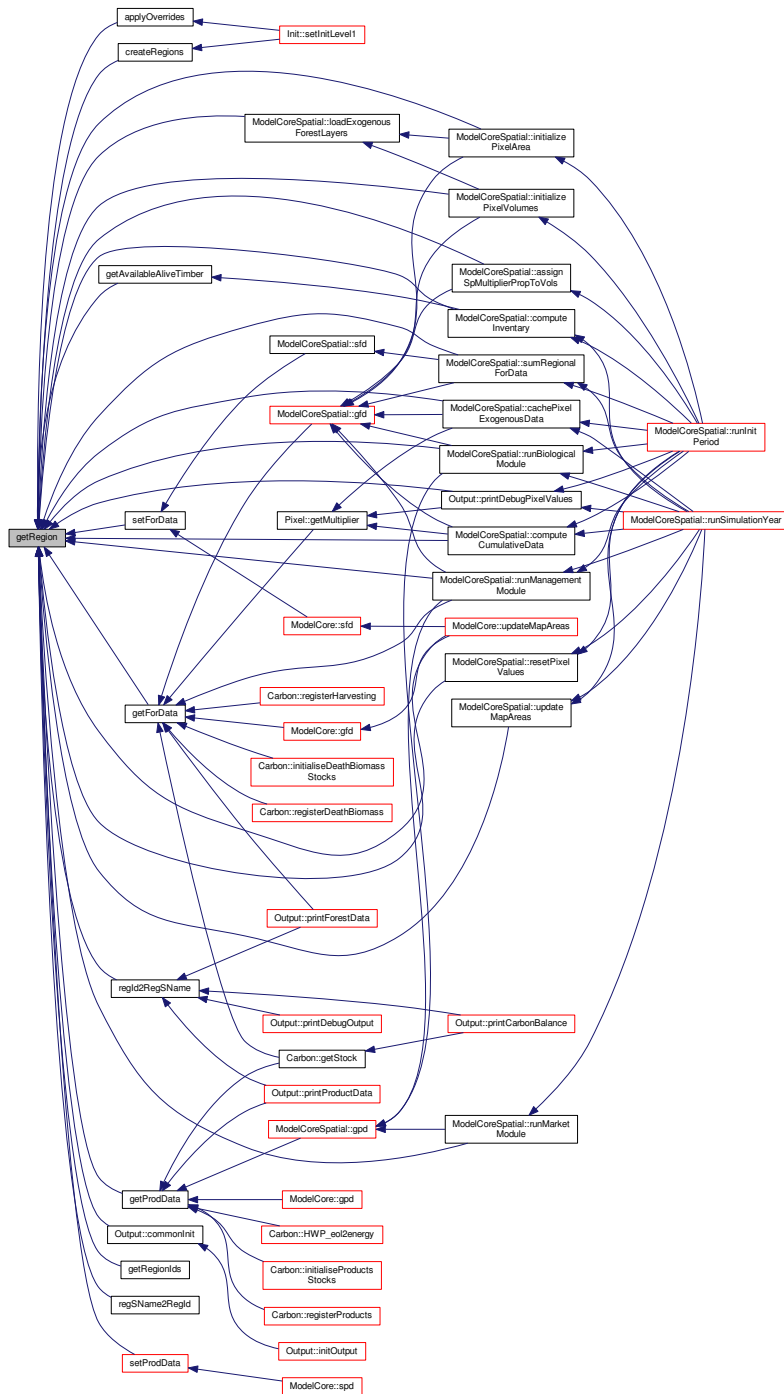 applyOverrides
Init::setInitLevel1
createRegions
ModelCoreSpatial::loadExogenous
ForestLayers
ModelCoreSpatial::initialize
PixelArea
ModelCoreSpatial::initialize
PixelVolumes
getAvailableAliveTimber
ModelCoreSpatial::assign
SpMultiplierPropToVols
ModelCoreSpatial::compute
Inventary
ModelCoreSpatial::sfd
ModelCoreSpatial::sumRegional
ForData
ModelCoreSpatial::gfd
ModelCoreSpatial::cachePixel
ExogenousData
ModelCoreSpatial::runInit
Period
ModelCoreSpatial::runBiological
Module
Output::printDebugPixelValues
setForData
Pixel::getMultiplier
ModelCoreSpatial::runSimulationYear
getRegion
ModelCoreSpatial::compute
CumulativeData
ModelCoreSpatial::runManagement
Module
ModelCore::sfd
ModelCore::updateMapAreas
ModelCoreSpatial::resetPixel
Values
Carbon::registerHarvesting
getForData
ModelCoreSpatial::update
MapAreas
ModelCore::gfd
Carbon::initialiseDeathBiomass
Stocks
Carbon::registerDeathBiomass
Output::printForestData
regId2RegSName
Output::printDebugOutput
Output::printCarbonBalance
Carbon::getStock
Output::printProductData
ModelCoreSpatial::gpd
ModelCoreSpatial::runMarket
Module
getProdData
ModelCore::gpd
Output::commonInit
Carbon::HWP_eol2energy
getRegionIds
Carbon::initialiseProducts
Stocks
regSName2RegId
Carbon::registerProducts
Output::initOutput
setProdData
ModelCore::spd